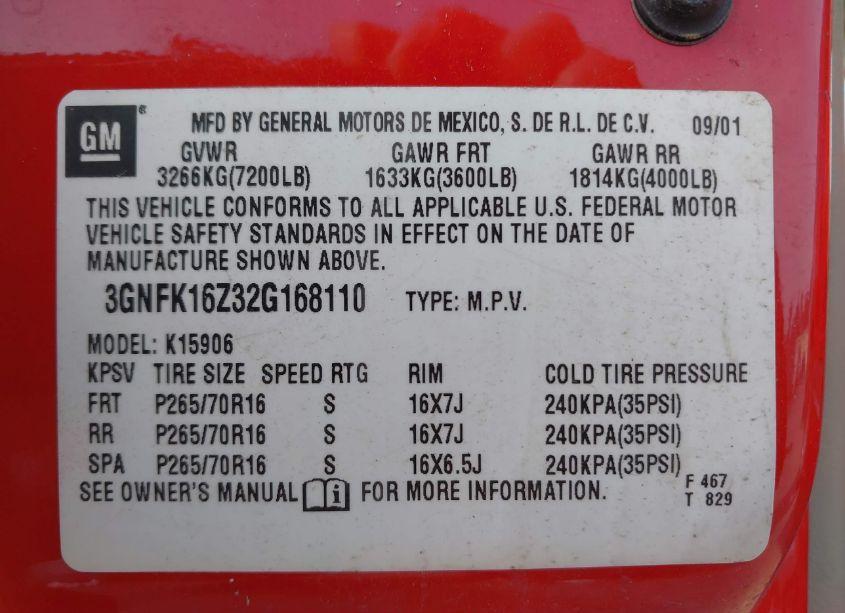 GM® MFD BY GENERAL MOTORS DE MEXICO, S. DE R.L. DE C.V. 09/01
GVWR GAWR FRT GAWR RR
3266KG(7200LB) 1633KG(3600LB) 1814KG(4000LB)
THIS VEHICLE CONFORMS TO ALL APPLICABLE U.S. FEDERAL MOTOR
VEHICLE SAFETY STANDARDS IN EFFECT ON THE DATE OF
MANUFACTURE SHOWN ABOVE.
3GNFK16Z32G168110 TYPE: M.P.V.
MODEL: K15906
KPSV TIRE SIZE SPEED RTG RIM COLD TIRE PRESSURE
FRT P265/70R16 S 16X7J 240KPA(35PSI)
RR P265/70R16 S 16X7J 240KPA(35PSI)
SPA P265/70R16 S 16X6.5J 240KPA(35PSI)
SEE OWNER'S MANUAL i FOR MORE INFORMATION.
F 467
T 829